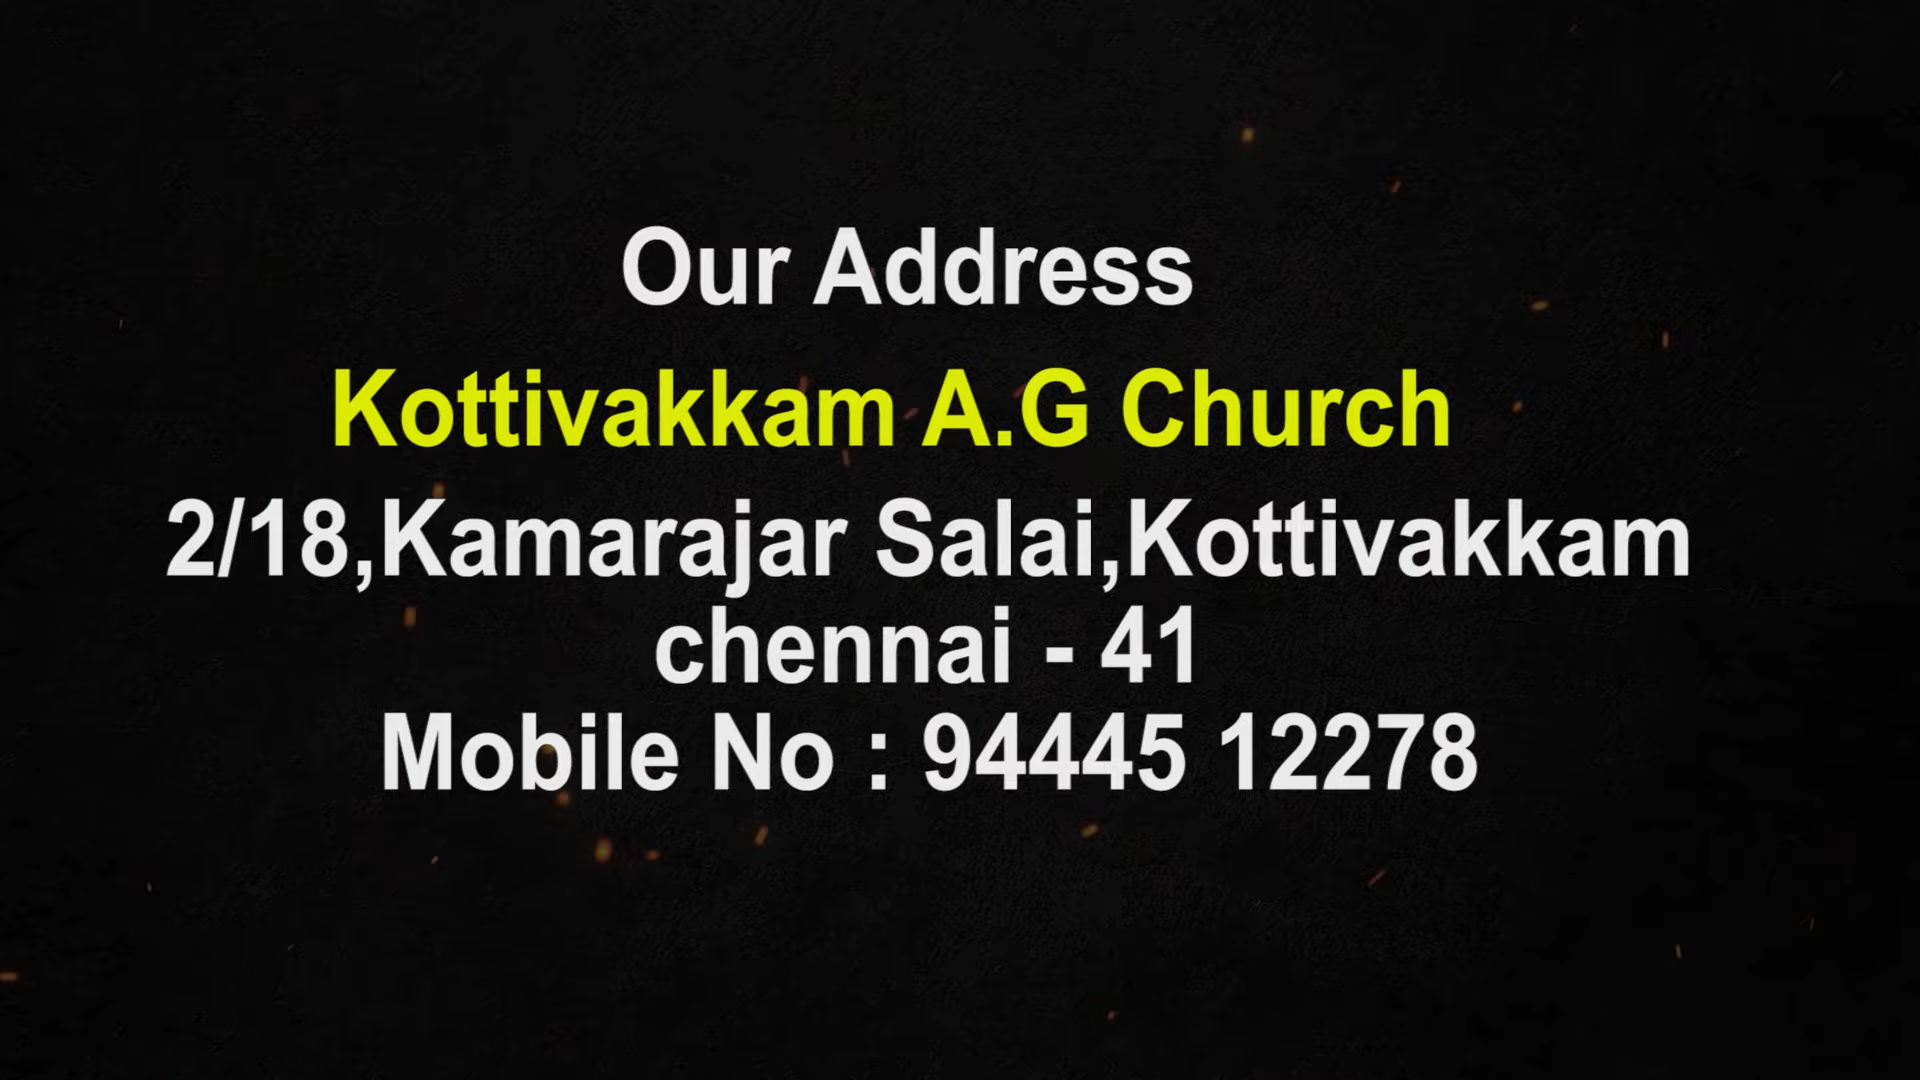 Our Address
Kottivakkam A.G Church
2/18,Kamarajar Salai,Kottivakkam
chennai - 41
Mobile No : 94445 12278